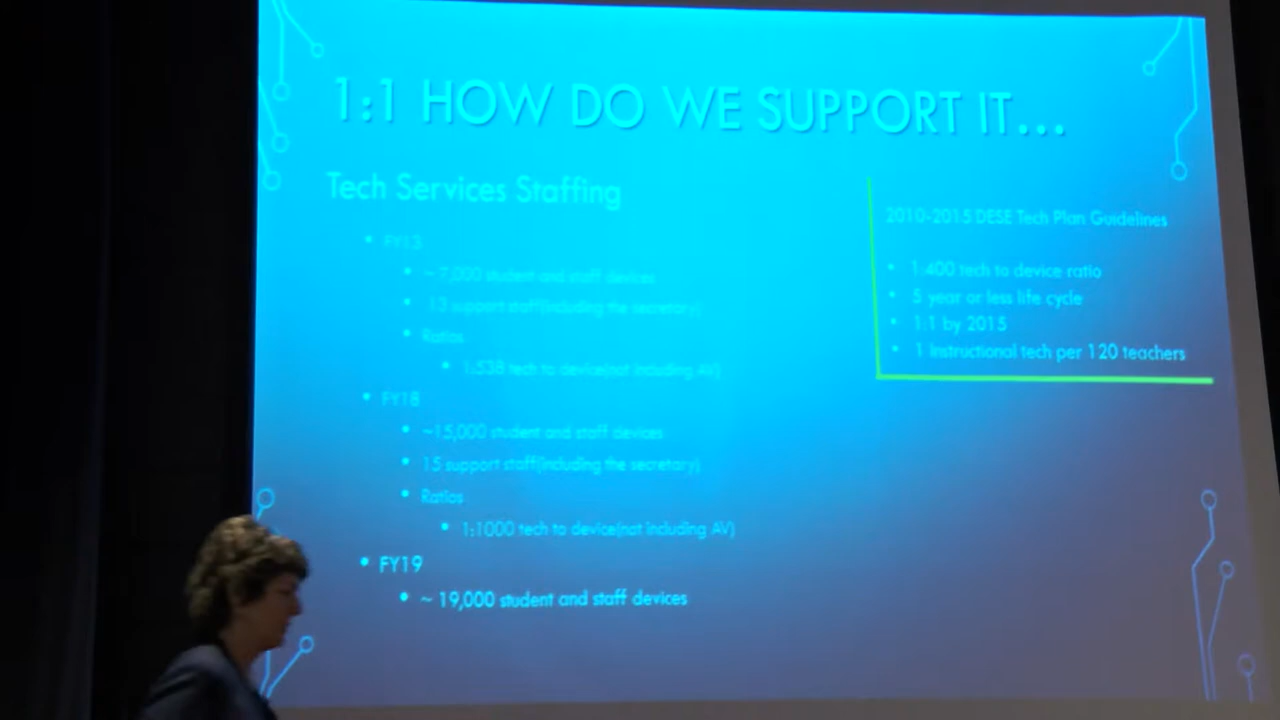 1:1 HOW DO WE SUPPORT IT...
Tech Services Staffing
• FY13
• ~ 7,000 student and staff devices
• 13 support staff(including the secretary)
• Ratios
• 1:538 tech to device(not including AV)
• FY18
• ~15,000 student and staff devices
• 15 support staff(including the secretary)
• Ratios
• 1:1000 tech to device(not including AV)
• FY19
• ~ 19,000 student and staff devices
2010-2015 DESE Tech Plan Guidelines
• 1:400 tech to device ratio
• 5 year or less life cycle
• 1:1 by 2015
• 1 Instructional tech per 120 teachers